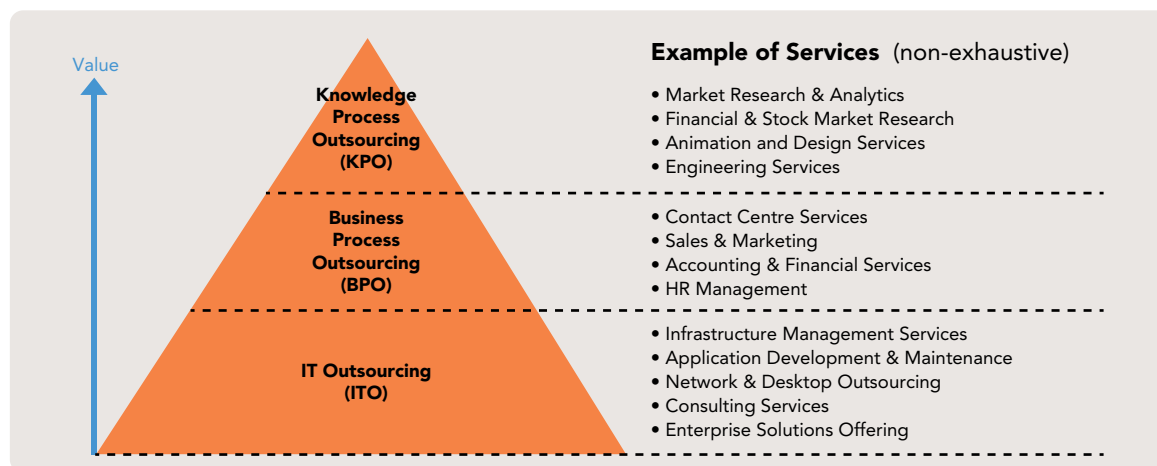 Value
Knowledge
Process
Outsourcing
(KPO)
Business
Process
Outsourcing
(BPO)
IT Outsourcing
(ITO)
Example of Services (non-exhaustive)
• Market Research & Analytics
• Financial & Stock Market Research
• Animation and Design Services
• Engineering Services
• Contact Centre Services
• Sales & Marketing
• Accounting & Financial Services
• HR Management
• Infrastructure Management Services
• Application Development & Maintenance
• Network & Desktop Outsourcing
• Consulting Services
• Enterprise Solutions Offering